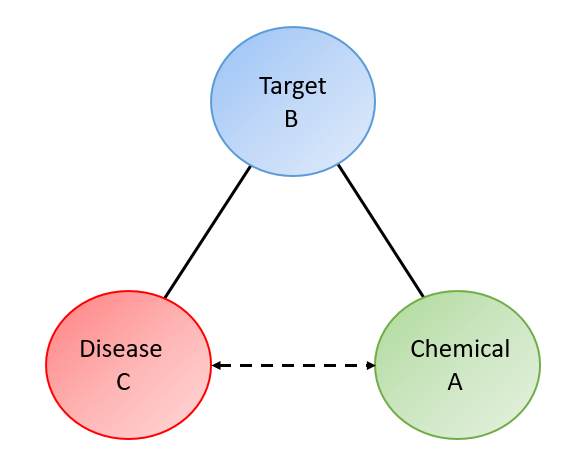 Target
B
Disease
C
Chemical
A